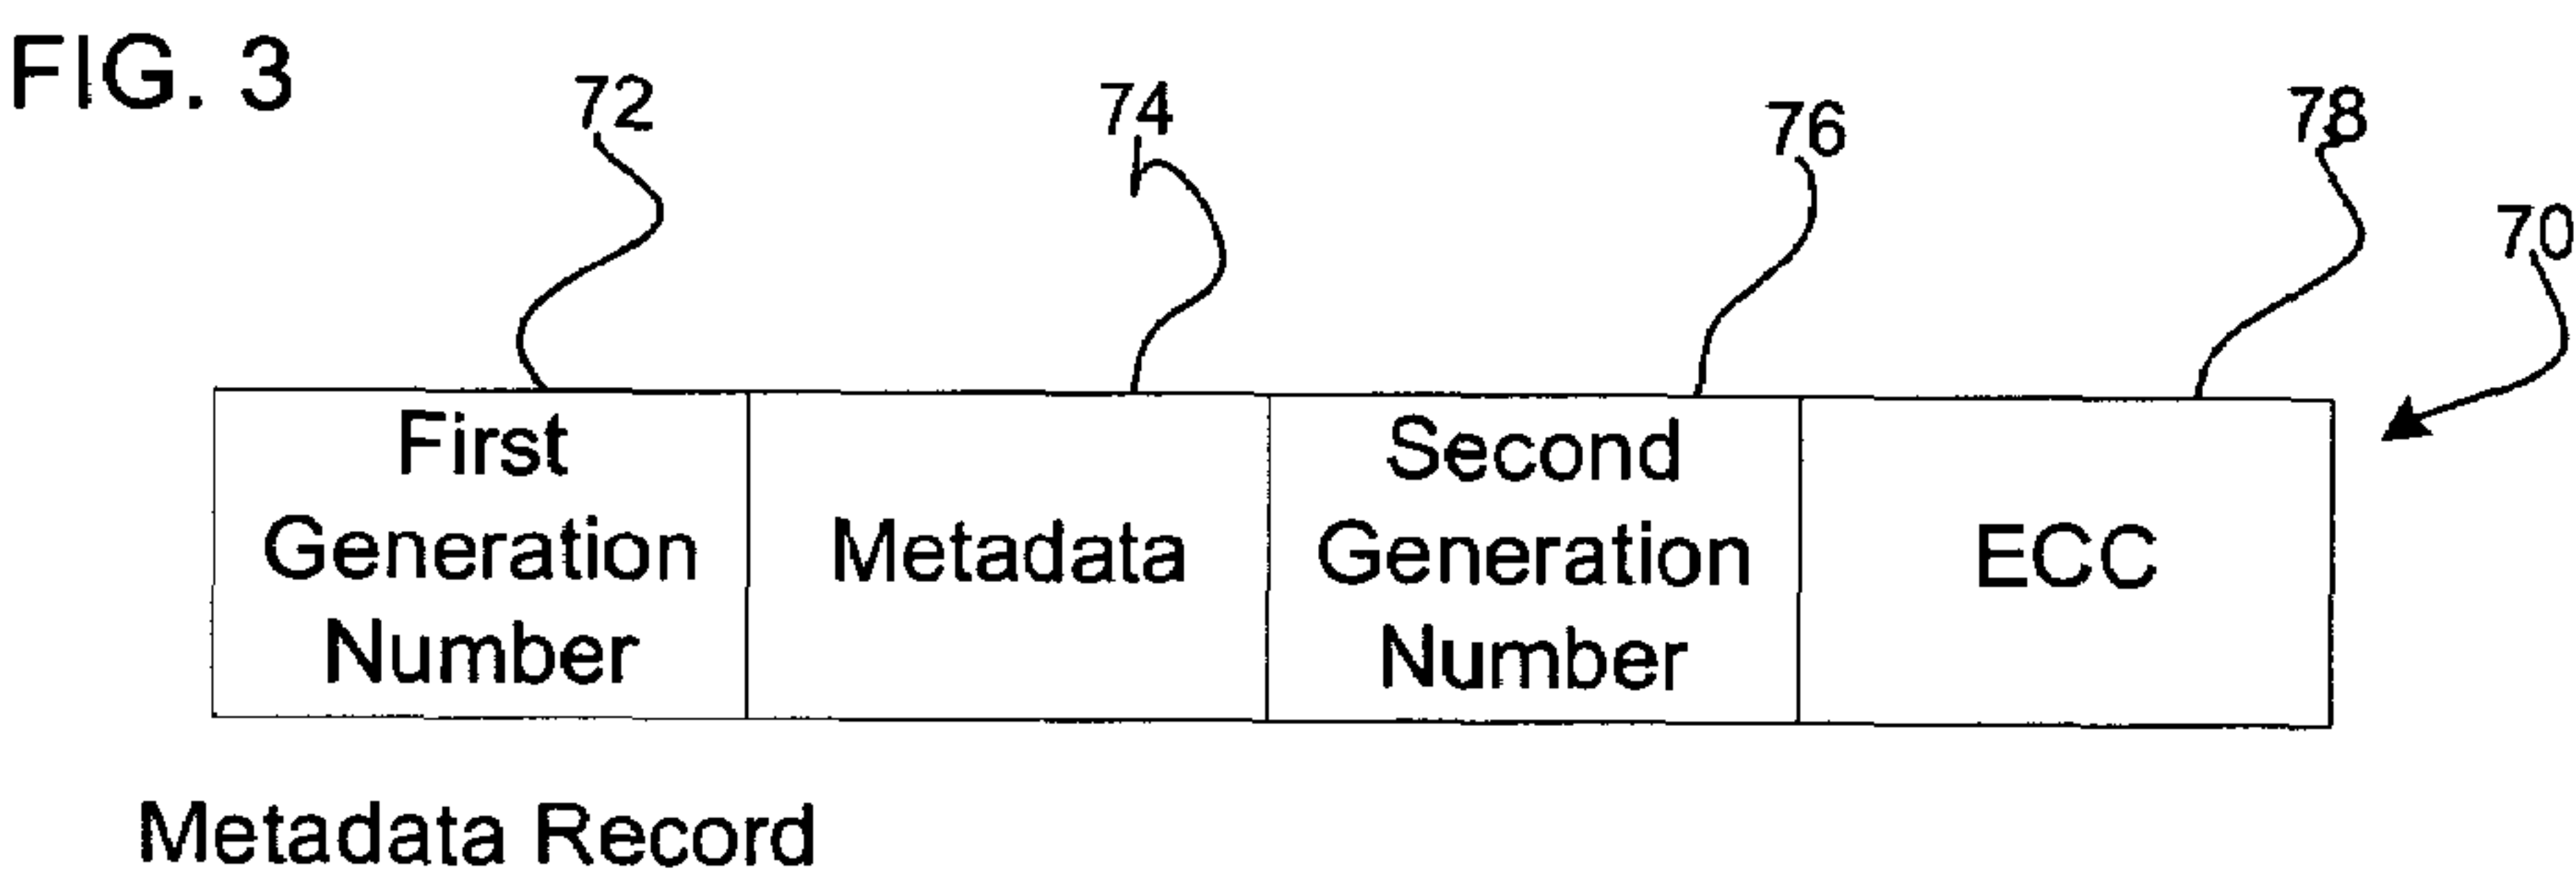 FIG. 3
72
74
76
78
70
First
Generation
Number
Metadata
Second
Generation
Number
ECC
Metadata Record